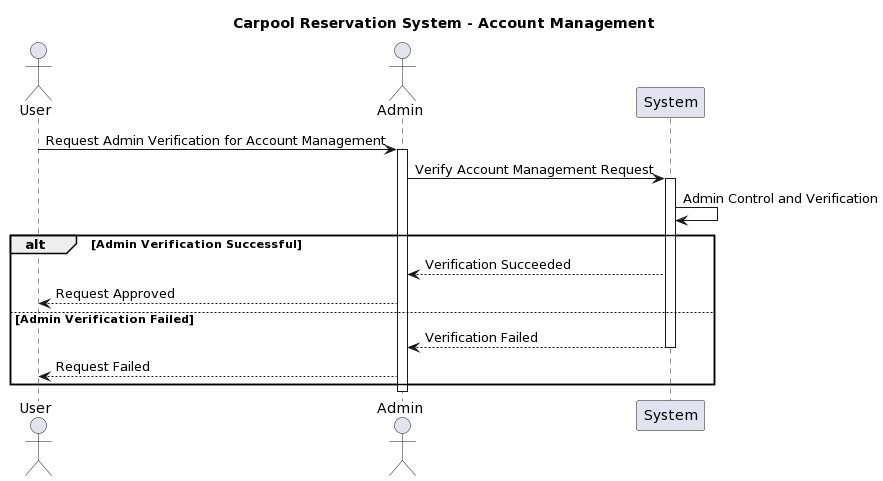 Carpool Reservation System - Account Management
User
Admin
System
Request Admin Verification for Account Management
Verify Account Management Request
Admin Control and Verification
alt [Admin Verification Successful]
Verification Succeeded
Request Approved
[Admin Verification Failed]
Verification Failed
Request Failed
User
Admin
System